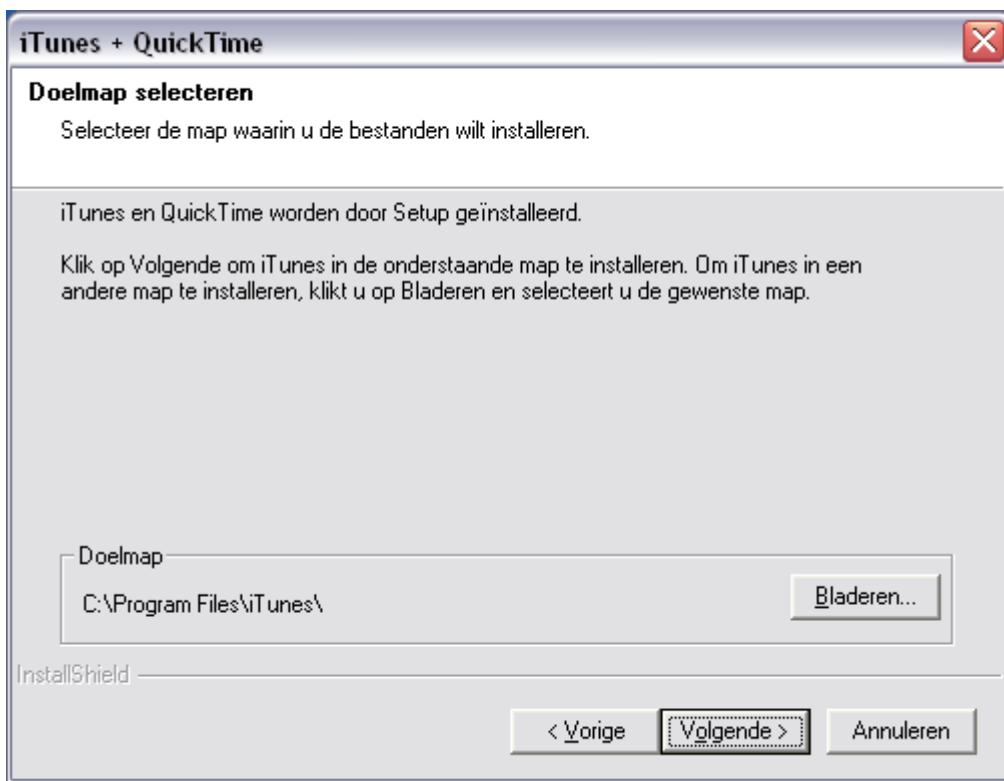 iTunes + QuickTime
Doelmap selecteren
Selecteer de map waarin u de bestanden wilt installeren.
iTunes en QuickTime worden door Setup geïnstalleerd.
Klik op Volgende om iTunes in de onderstaande map te installeren. Om iTunes in een
andere map te installeren, klikt u op Bladeren en selecteert u de gewenste map.
Doelmap
C:\Program Files\iTunes\
Bladeren...
InstallShield
< Vorige
Volgende >
Annuleren